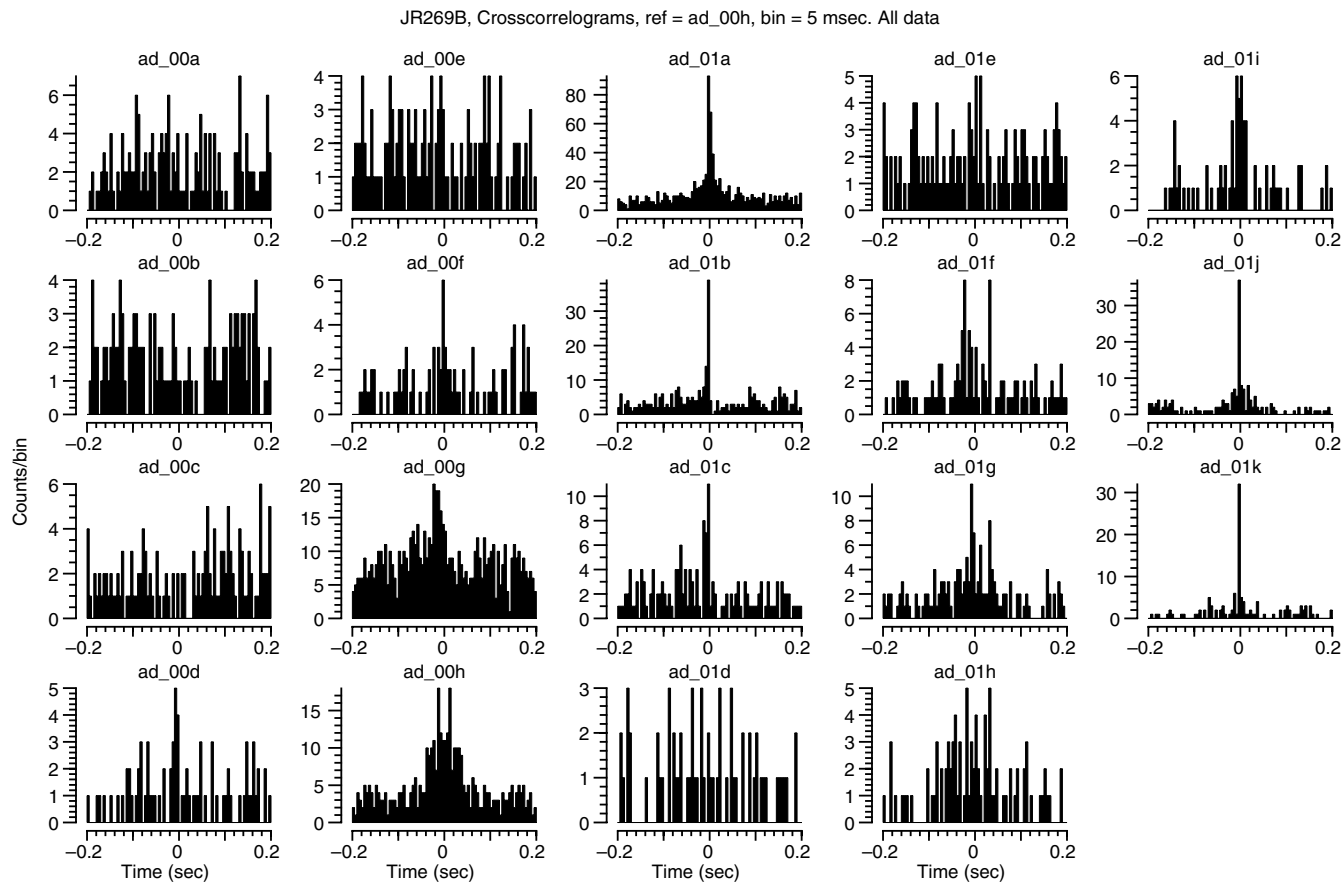 JR269B, Crosscorrelograms, ref = ad_00h, bin = 5 msec. All data
ad_00a ad_00e ad_01a ad_01e ad_01i
6 4 2 0
4 3 2 1 0
80 60 40 20 0
5 4 3 2 1 0
6 4 2 0
−0.2 0 0.2 −0.2 0 0.2 −0.2 0 0.2 −0.2 0 0.2 −0.2 0 0.2
ad_00b ad_00f ad_01b ad_01f ad_01j
4 3 2 1 0
6 4 2 0
30 20 10 0
8 6 4 2 0
30 20 10 0
−0.2 0 0.2 −0.2 0 0.2 −0.2 0 0.2 −0.2 0 0.2 −0.2 0 0.2
Counts/bin
ad_00c ad_00g ad_01c ad_01g ad_01k
6 4 2 0
20 15 10 5 0
10 8 6 4 2 0
10 8 6 4 2 0
30 20 10 0
−0.2 0 0.2 −0.2 0 0.2 −0.2 0 0.2 −0.2 0 0.2 −0.2 0 0.2
ad_00d ad_00h ad_01d ad_01h
5 4 3 2 1 0
15 10 5 0
3 2 1 0
5 4 3 2 1 0
−0.2 0 0.2 −0.2 0 0.2 −0.2 0 0.2 −0.2 0 0.2
Time (sec) Time (sec) Time (sec) Time (sec)